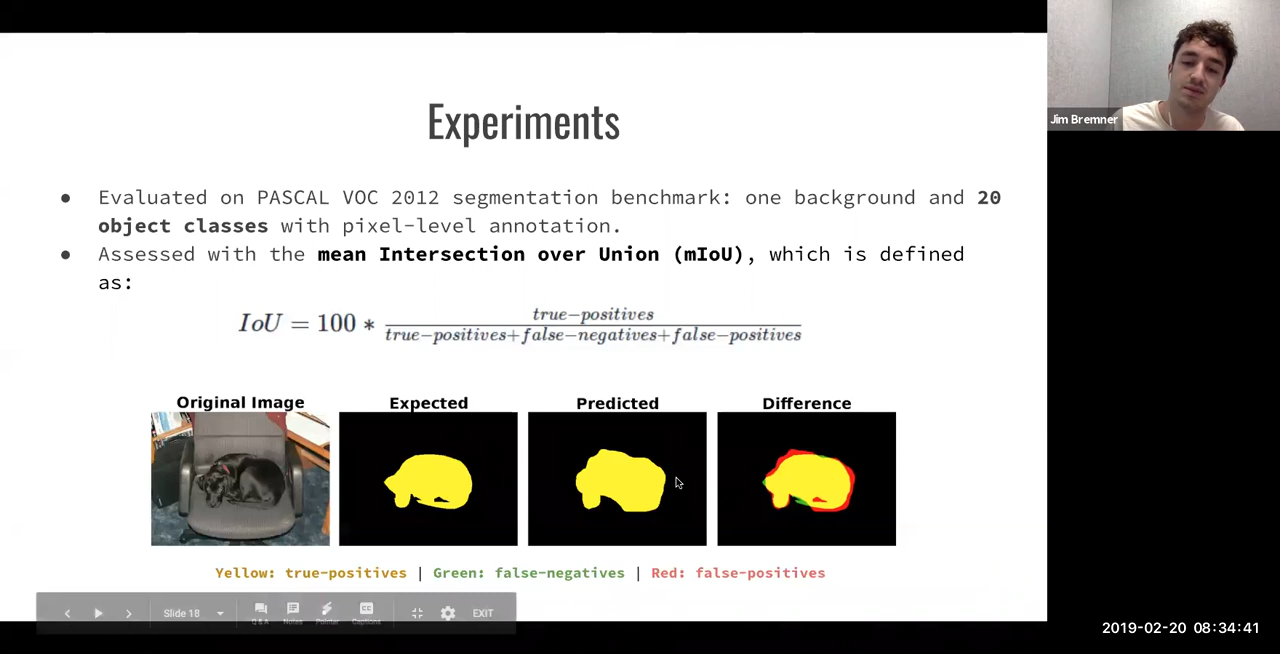 Experiments
● Evaluated on PASCAL VOC 2012 segmentation benchmark: one background and 20
object classes with pixel-level annotation.
● Assessed with the mean Intersection over Union (mIoU), which is defined
as:
IoU = 100 * true−positives / true−positives+false−negatives+false−positives
Original Image Expected Predicted Difference
Yellow: true-positives | Green: false-negatives | Red: false-positives
Slide 18 Q & A Notes Pointer Captions EXIT
Jim Bremner
2019-02-20 08:34:41